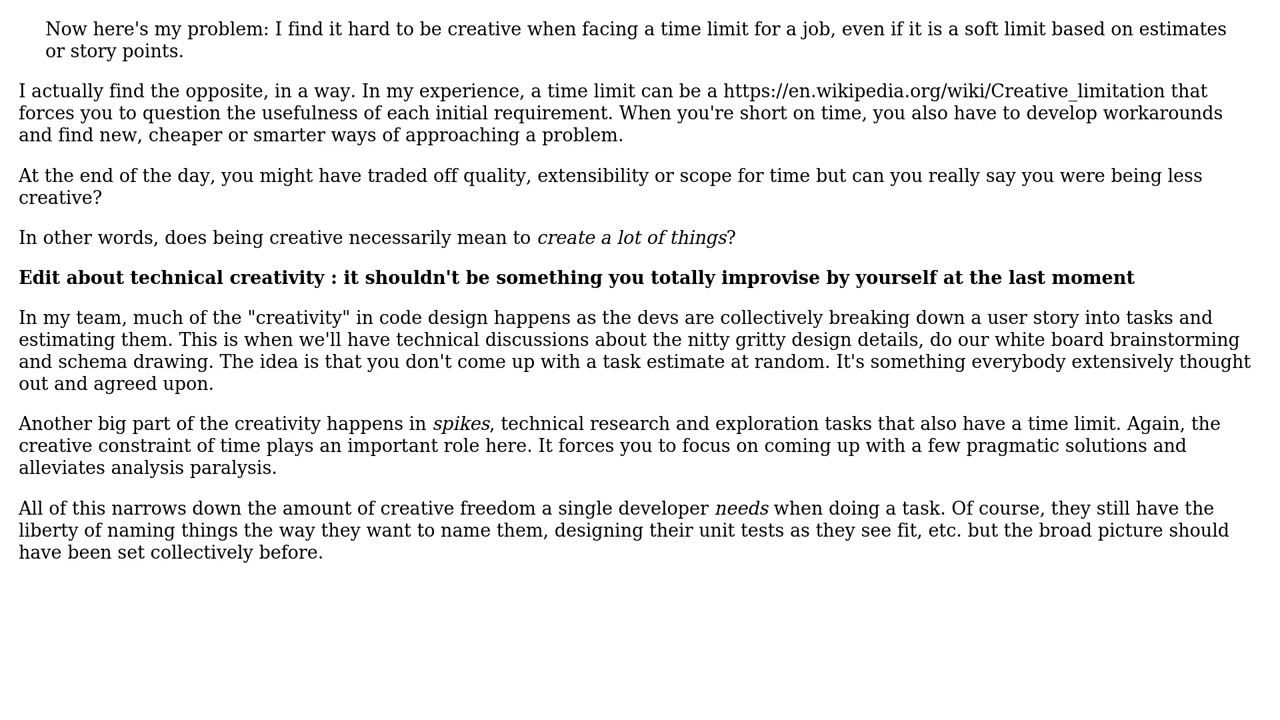 Now here's my problem: I find it hard to be creative when facing a time limit for a job, even if it is a soft limit based on estimates
or story points.
I actually find the opposite, in a way. In my experience, a time limit can be a https://en.wikipedia.org/wiki/Creative_limitation that
forces you to question the usefulness of each initial requirement. When you're short on time, you also have to develop workarounds
and find new, cheaper or smarter ways of approaching a problem.
At the end of the day, you might have traded off quality, extensibility or scope for time but can you really say you were being less
creative?
In other words, does being creative necessarily mean to create a lot of things?
Edit about technical creativity : it shouldn't be something you totally improvise by yourself at the last moment
In my team, much of the "creativity" in code design happens as the devs are collectively breaking down a user story into tasks and
estimating them. This is when we'll have technical discussions about the nitty gritty design details, do our white board brainstorming
and schema drawing. The idea is that you don't come up with a task estimate at random. It's something everybody extensively thought
out and agreed upon.
Another big part of the creativity happens in spikes, technical research and exploration tasks that also have a time limit. Again, the
creative constraint of time plays an important role here. It forces you to focus on coming up with a few pragmatic solutions and
alleviates analysis paralysis.
All of this narrows down the amount of creative freedom a single developer needs when doing a task. Of course, they still have the
liberty of naming things the way they want to name them, designing their unit tests as they see fit, etc. but the broad picture should
have been set collectively before.